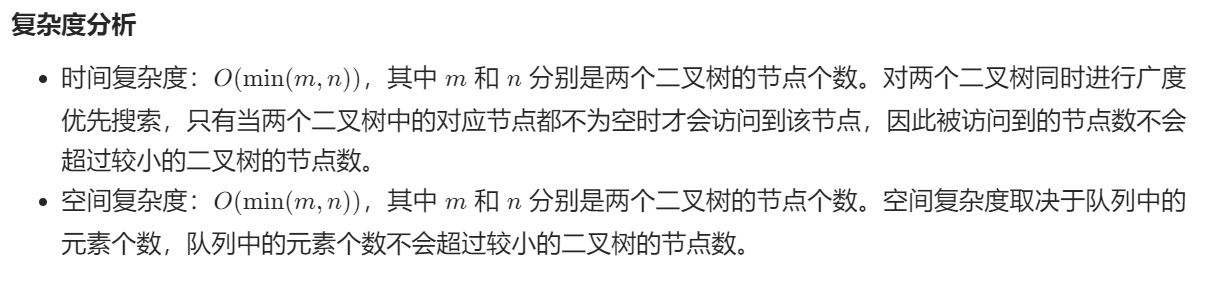 复杂度分析
• 时间复杂度：O(min(m, n))，其中 m 和 n 分别是两个二叉树的节点个数。对两个二叉树同时进行广度
优先搜索，只有当两个二叉树中的对应节点都不为空时才会访问到该节点，因此被访问到的节点数不会
超过较小的二叉树的节点数。
• 空间复杂度：O(min(m, n))，其中 m 和 n 分别是两个二叉树的节点个数。空间复杂度取决于队列中的
元素个数，队列中的元素个数不会超过较小的二叉树的节点数。